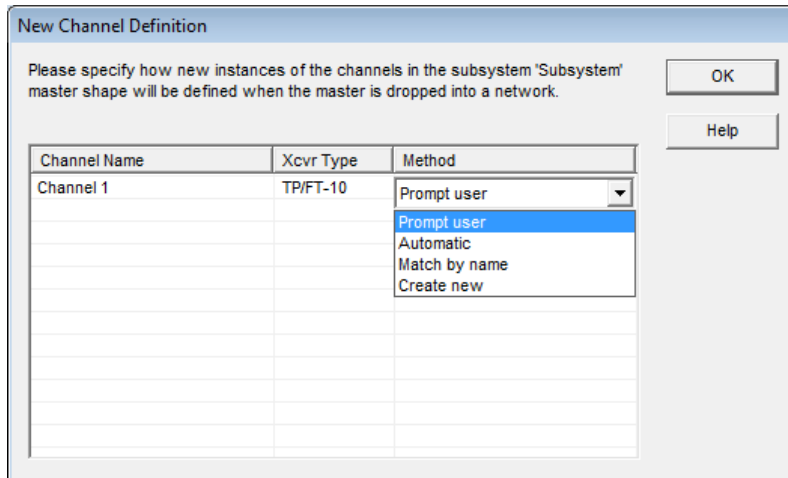 New Channel Definition
Please specify how new instances of the channels in the subsystem 'Subsystem'
master shape will be defined when the master is dropped into a network.
OK
Help
Channel Name Xcvr Type Method
Channel 1 TP/FT-10 Prompt user
Prompt user
Automatic
Match by name
Create new